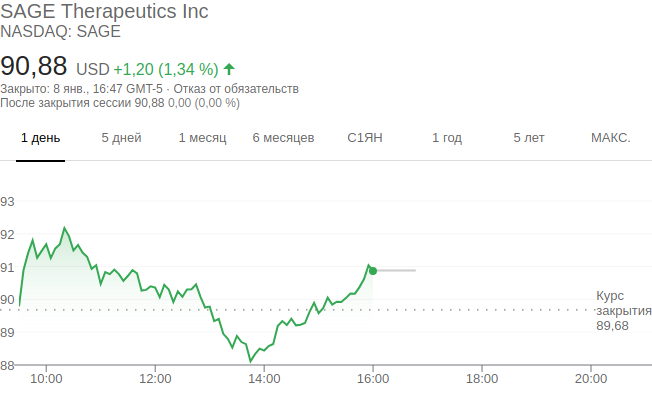 SAGE Therapeutics Inc
NASDAQ: SAGE
90,88 USD +1,20 (1,34 %)
Закрыто: 8 янв., 16:47 GMT-5 · Отказ от обязательств
После закрытия сессии 90,88 0,00 (0,00 %)
1 день 5 дней 1 месяц 6 месяцев С1ЯН 1 год 5 лет МАКС.
93
92
91
90
Курс
закрытия
89,68
89
88
10:00 12:00 14:00 16:00 18:00 20:00